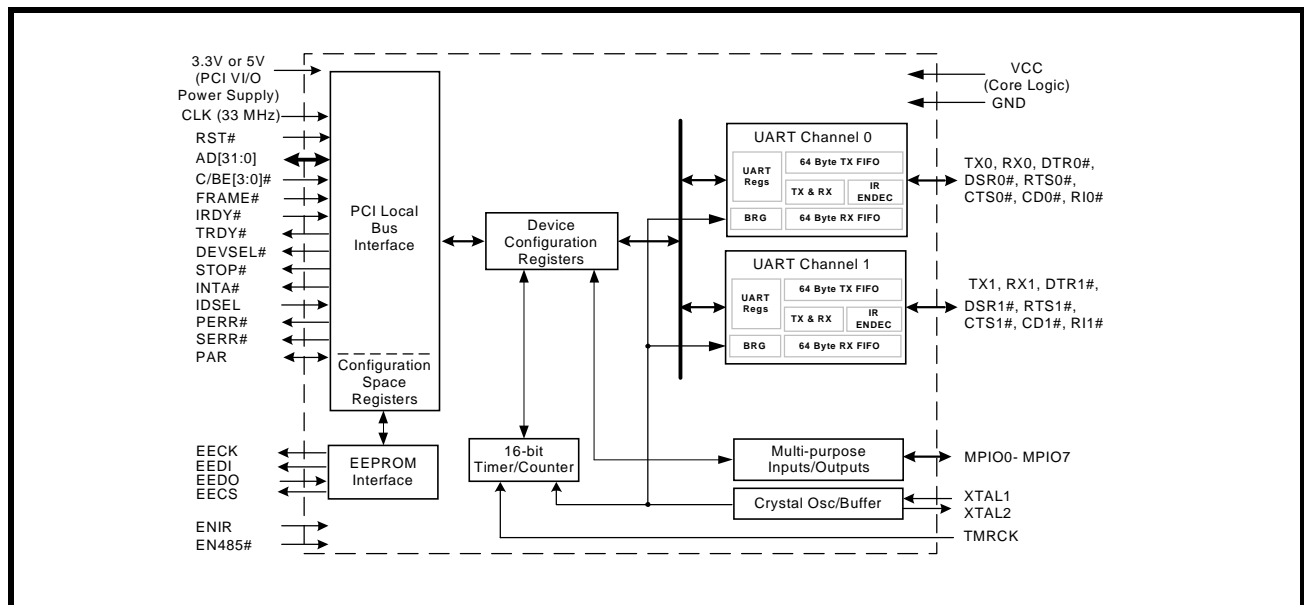 3.3V or 5V
(PCI VI/O
Power Supply)
CLK (33 MHz)
RST#
AD[31:0]
C/BE[3:0]#
FRAME#
IRDY#
TRDY#
DEVSEL#
STOP#
INTA#
IDSEL
PERR#
SERR#
PAR
EECK
EEDI
EEDO
EECS
ENIR
EN485#
PCI Local
Bus
Interface
Configuration
Space
Registers
EEPROM
Interface
Device
Configuration
Registers
16-bit
Timer/Counter
UART Channel 0
UART
Regs
64 Byte TX FIFO
TX & RX
IR
ENDEC
BRG
64 Byte RX FIFO
UART Channel 1
UART
Regs
64 Byte TX FIFO
TX & RX
IR
ENDEC
BRG
64 Byte RX FIFO
Multi-purpose
Inputs/Outputs
Crystal Osc/Buffer
VCC
(Core Logic)
GND
TX0, RX0, DTR0#,
DSR0#, RTS0#,
CTS0#, CD0#, RI0#
TX1, RX1, DTR1#,
DSR1#, RTS1#,
CTS1#, CD1#, RI1#
MPIO0- MPIO7
XTAL1
XTAL2
TMRCK